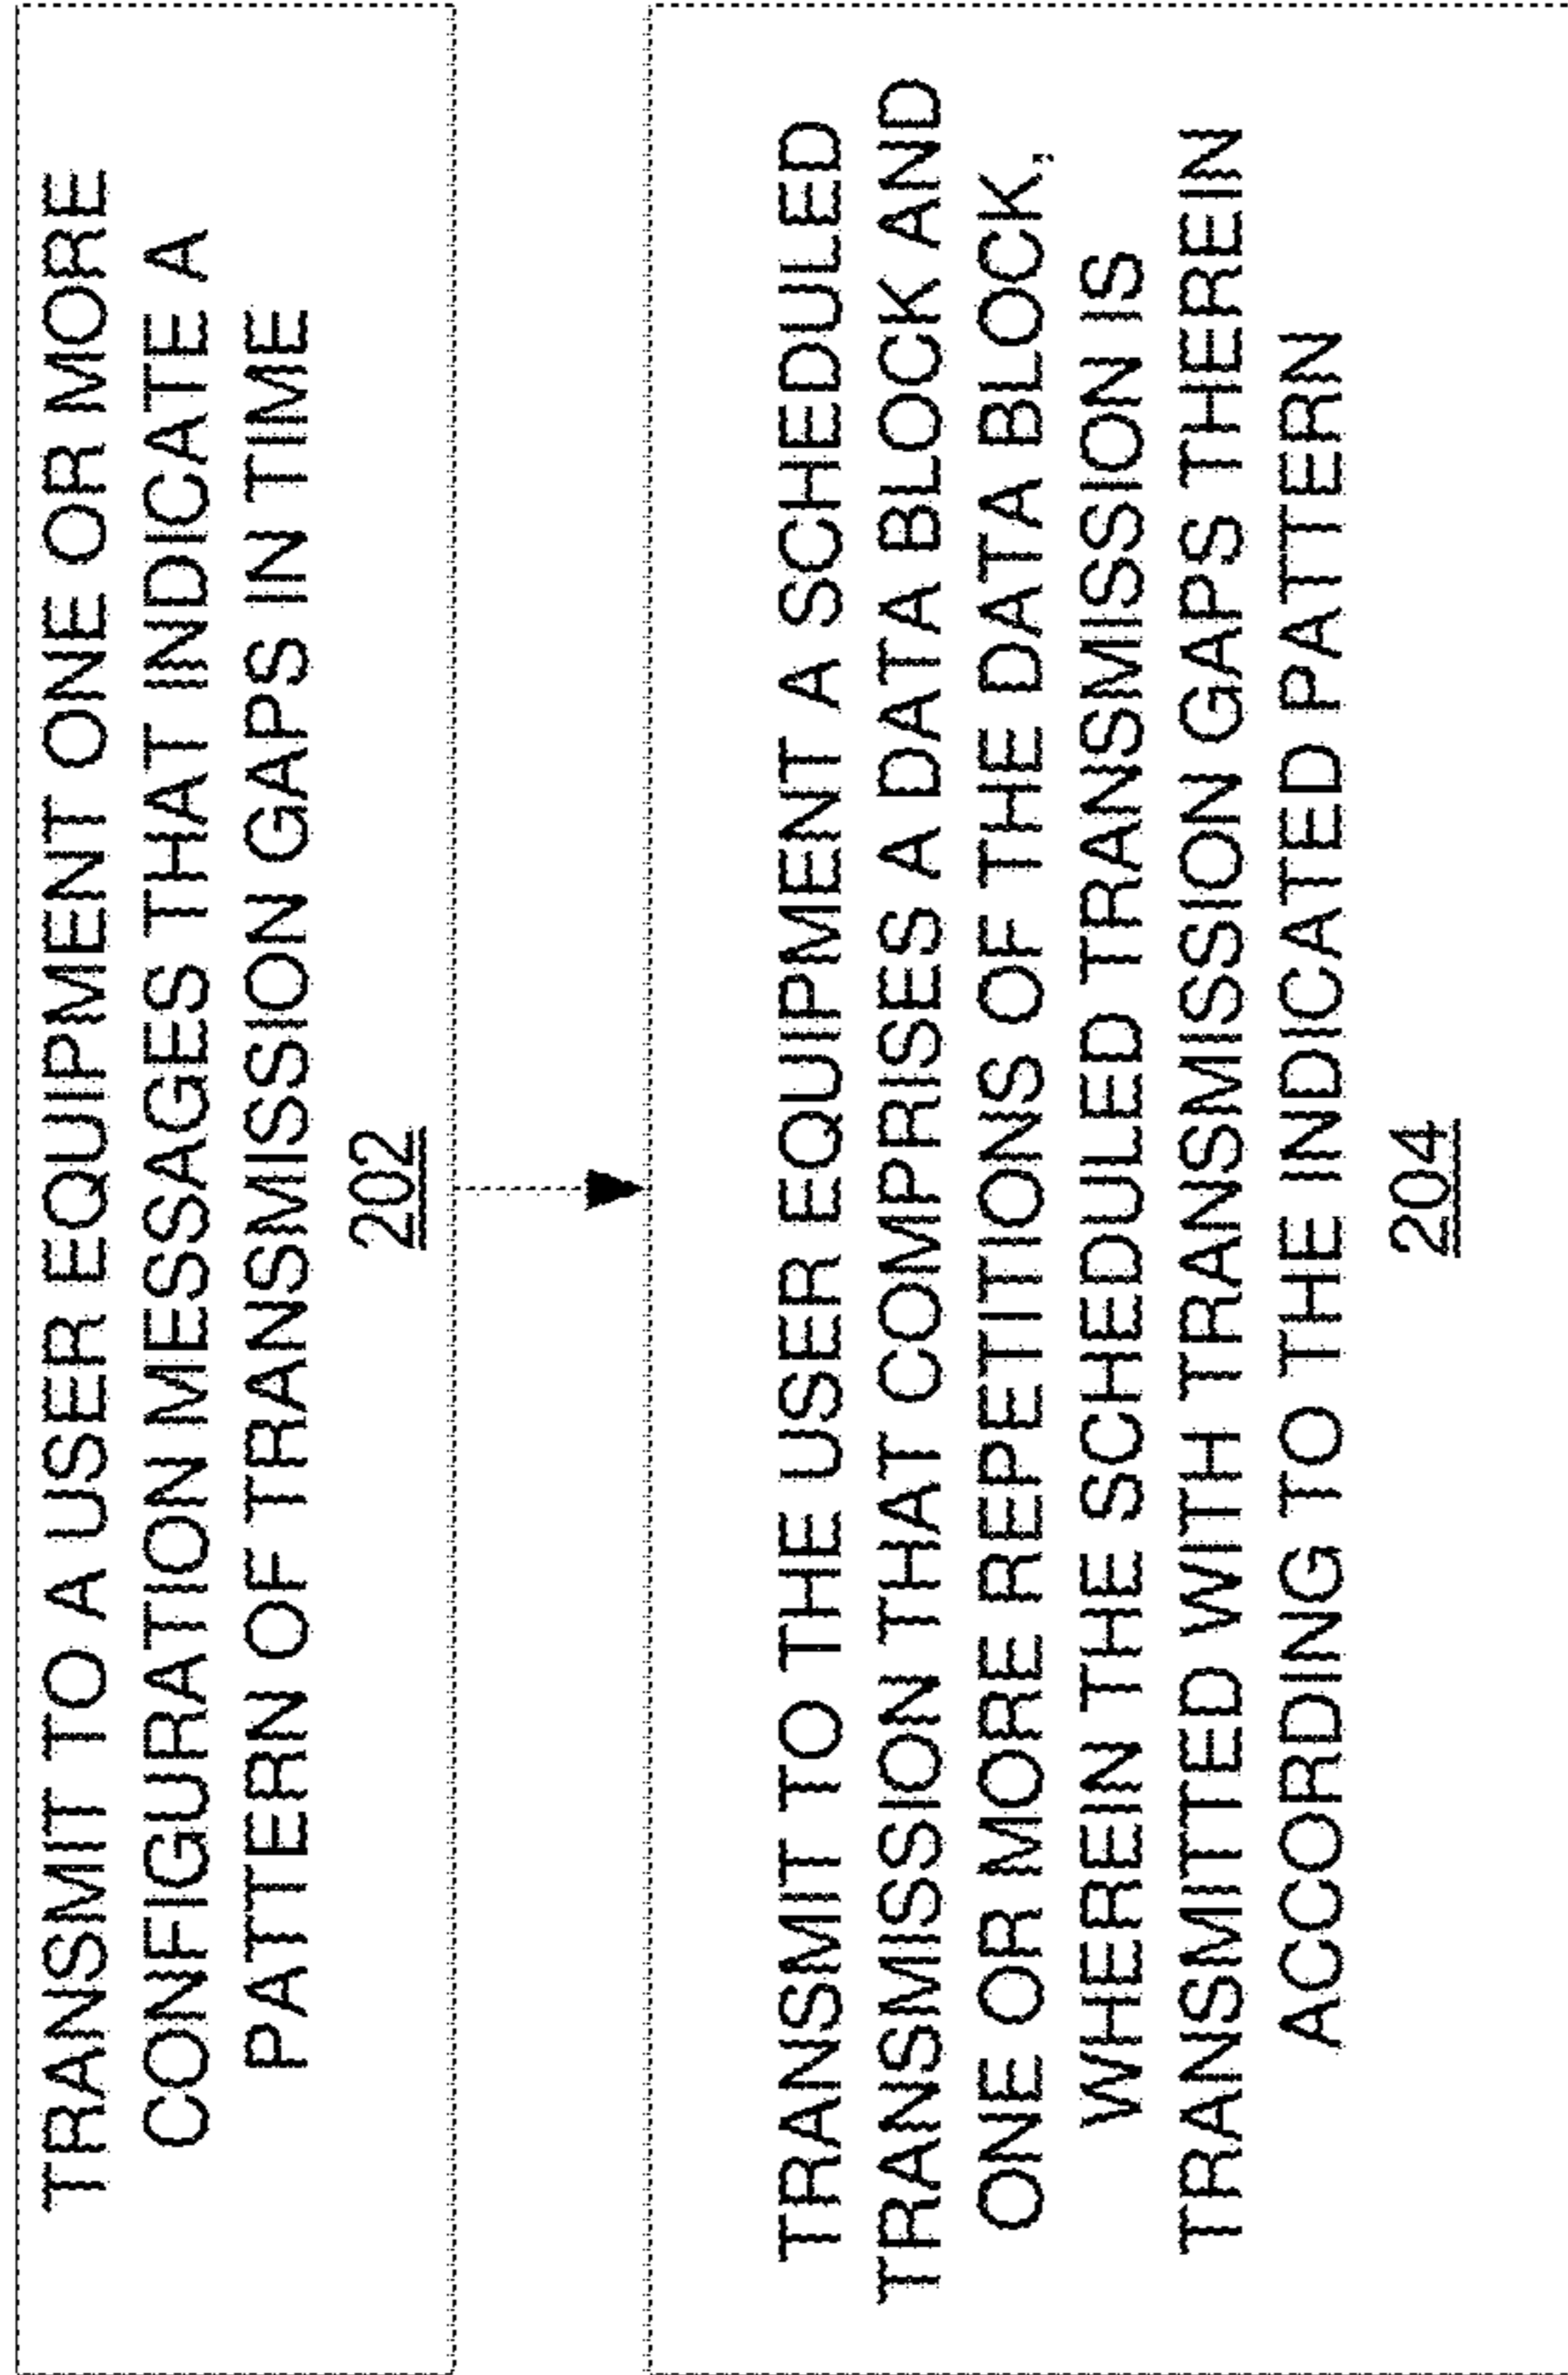 TRANSMIT TO A USER EQUIPMENT ONE OR MORE
CONFIGURATION MESSAGES THAT INDICATE A
PATTERN OF TRANSMISSION GAPS IN TIME
202
TRANSMIT TO THE USER EQUIPMENT A SCHEDULED
TRANSMISSION THAT COMPRISES A DATA BLOCK AND
ONE OR MORE REPETITIONS OF THE DATA BLOCK,
WHEREIN THE SCHEDULED TRANSMISSION IS
TRANSMITTED WITH TRANSMISSION GAPS THEREIN
ACCORDING TO THE INDICATED PATTERN
204